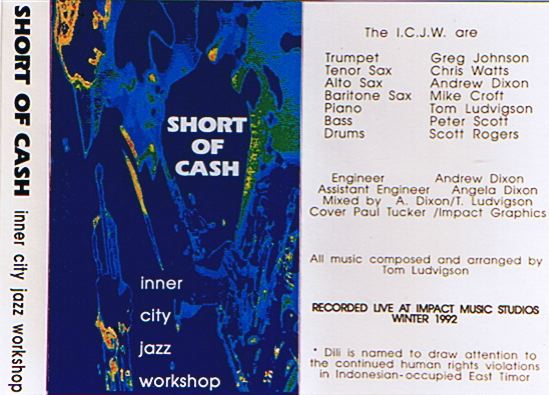 SHORT OF CASH inner city jazz workshop
SHORT
OF
CASH
inner
city
jazz
workshop
The I.C.J.W. are
Trumpet Greg Johnson
Tenor Sax Chris Watts
Alto Sax Andrew Dixon
Baritone Sax Mike Croft
Piano Tom Ludvigson
Bass Peter Scott
Drums Scott Rogers
Engineer Andrew Dixon
Assistant Engineer Angela Dixon
Mixed by A. Dixon/T. Ludvigson
Cover Paul Tucker /Impact Graphics
All music composed and arranged by
Tom Ludvigson
RECORDED LIVE AT IMPACT MUSIC STUDIOS
WINTER 1992
* Dili is named to draw attention to
the continued human rights violations
in Indonesian-occupied East Timor